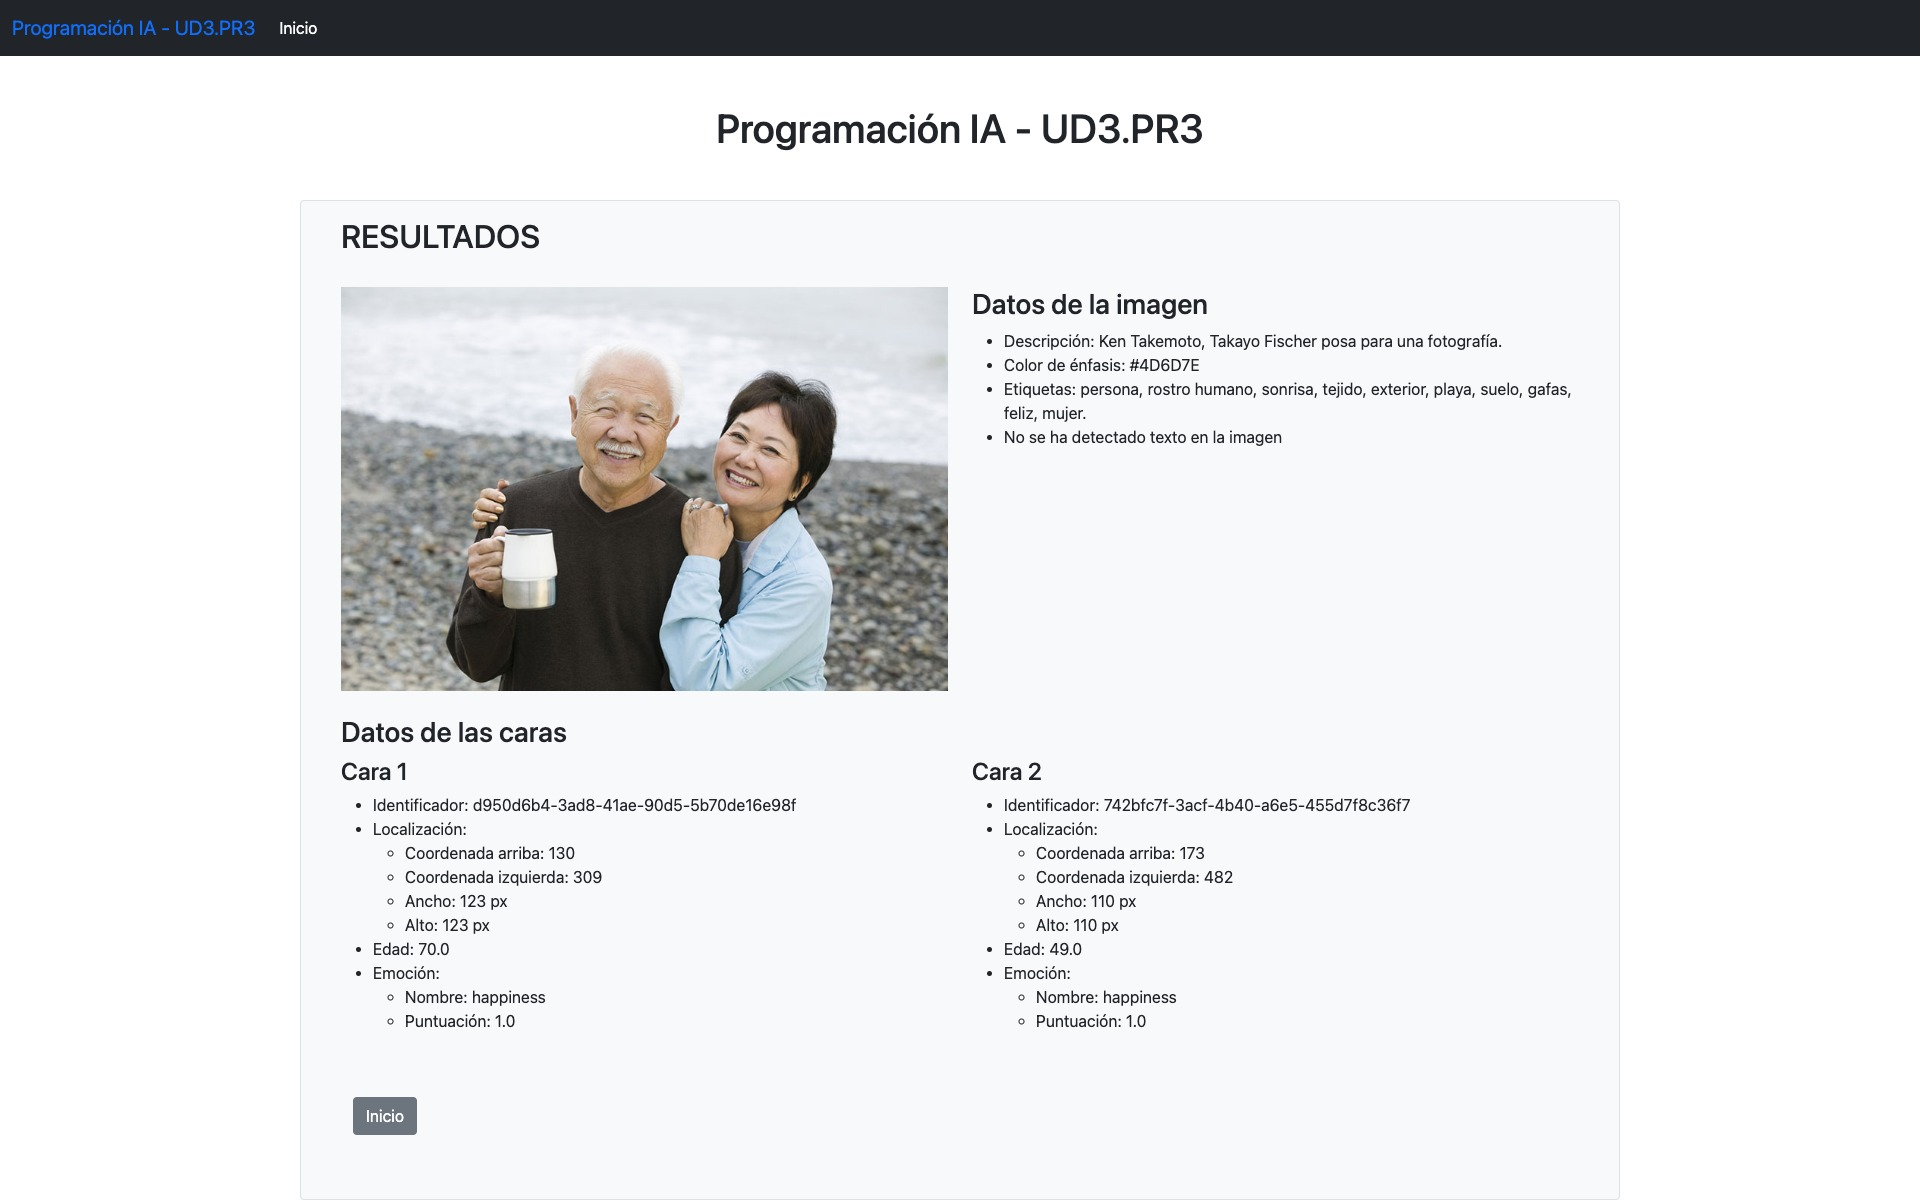 Programación IA - UD3.PR3 Inicio
Programación IA - UD3.PR3
RESULTADOS
Datos de la imagen
Descripción: Ken Takemoto, Takayo Fischer posa para una fotografía.
Color de énfasis: #4D6D7E
Etiquetas: persona, rostro humano, sonrisa, tejido, exterior, playa, suelo, gafas,
feliz, mujer.
No se ha detectado texto en la imagen
Datos de las caras
Cara 1
Identificador: d950d6b4-3ad8-41ae-90d5-5b70de16e98f
Localización:
Coordenada arriba: 130
Coordenada izquierda: 309
Ancho: 123 px
Alto: 123 px
Edad: 70.0
Emoción:
Nombre: happiness
Puntuación: 1.0
Cara 2
Identificador: 742bfc7f-3acf-4b40-a6e5-455d7f8c36f7
Localización:
Coordenada arriba: 173
Coordenada izquierda: 482
Ancho: 110 px
Alto: 110 px
Edad: 49.0
Emoción:
Nombre: happiness
Puntuación: 1.0
Inicio